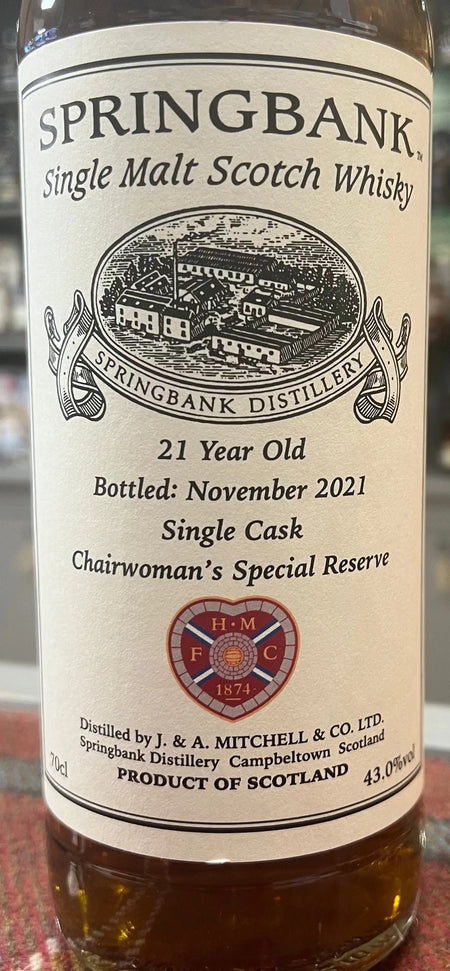 SPRINGBANK™
Single Malt Scotch Whisky
SPRINGBANK DISTILLERY
21 Year Old
Bottled: November 2021
Single Cask
Chairwoman's Special Reserve
H·M
F C
1874·
Distilled by J. & A. MITCHELL & CO. LTD.
Springbank Distillery Campbeltown Scotland
70cl PRODUCT OF SCOTLAND 43.0%vol